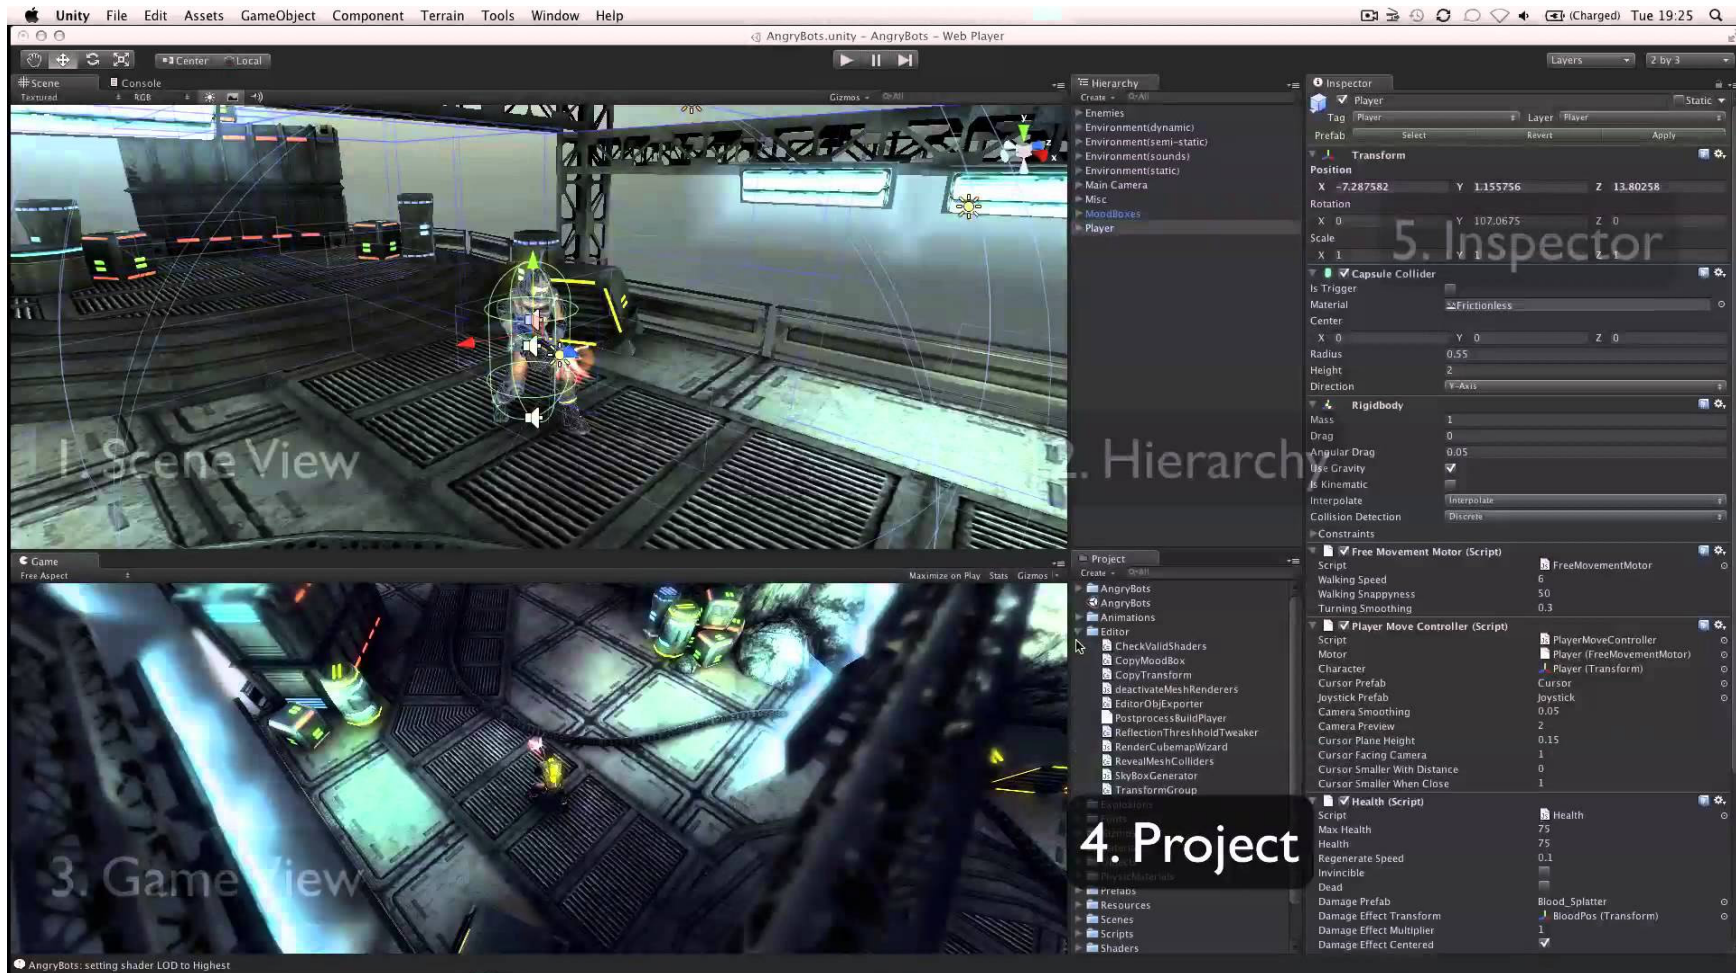 Unity File Edit Assets GameObject Component Terrain Tools Window Help
(Charged) Tue 19:25
AngryBots.unity - AngryBots - Web Player
Center Local
Layers 2 by 3
Scene Console
Textured RGB Gizmos All
1. Scene View
Game
Free Aspect Maximize on Play Stats Gizmos
3. Game View
AngryBots: setting shader LOD to Highest
Hierarchy
Create All
Enemies
Environment(dynamic)
Environment(semi-static)
Environment(sounds)
Environment(static)
Main Camera
Misc
MoodBoxes
Player
2. Hierarchy
Project
Create All
AngryBots
AngryBots
Animations
Editor
CheckValidShaders
CopyMoodBox
CopyTransform
deactivateMeshRenderers
EditorObjExporter
PostprocessBuildPlayer
ReflectionThreshholdTweaker
RenderCubemapWizard
RevealMeshColliders
SkyBoxGenerator
TransformGroup
Explosions
Fonts
4. Project
PhysicMaterials
Prefabs
Resources
Scenes
Scripts
Shaders
Inspector
Player Static
Tag Player Layer Player
Prefab Select Revert Apply
Transform
Position
X -7.287582 Y 1.155756 Z 13.80258
Rotation
X 0 Y 107.0675 Z 0
Scale
X 1 Y 1 Z 1
5. Inspector
Capsule Collider
Is Trigger
Material Frictionless
Center
X 0 Y 0 Z 0
Radius 0.55
Height 2
Direction Y-Axis
Rigidbody
Mass 1
Drag 0
Angular Drag 0.05
Use Gravity
Is Kinematic
Interpolate Interpolate
Collision Detection Discrete
Constraints
Free Movement Motor (Script)
Script FreeMovementMotor
Walking Speed 6
Walking Snappyness 50
Turning Smoothing 0.3
Player Move Controller (Script)
Script PlayerMoveController
Motor Player (FreeMovementMotor)
Character Player (Transform)
Cursor Prefab Cursor
Joystick Prefab Joystick
Camera Smoothing 0.05
Camera Preview 2
Cursor Plane Height 0.15
Cursor Facing Camera 1
Cursor Smaller With Distance 0
Cursor Smaller When Close 1
Health (Script)
Script Health
Max Health 75
Health 75
Regenerate Speed 0.1
Invincible
Dead
Damage Prefab Blood_Splatter
Damage Effect Transform BloodPos (Transform)
Damage Effect Multiplier 1
Damage Effect Centered